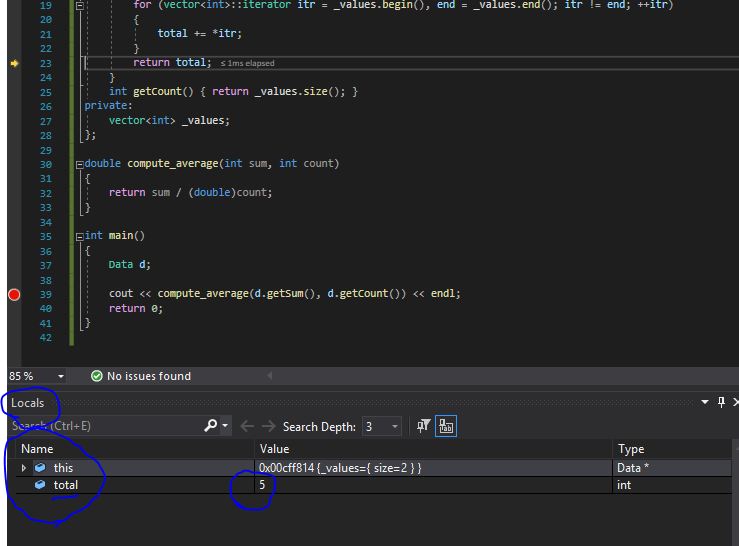 19 for (vector<int>::iterator itr = _values.begin(), end = _values.end(); itr != end; ++itr)
20 {
21 total += *itr;
22 }
23 return total; ≤ 1ms elapsed
24 }
25 int getCount() { return _values.size(); }
26 private:
27 vector<int> _values;
28 };
29
30 double compute_average(int sum, int count)
31 {
32 return sum / (double)count;
33 }
34
35 int main()
36 {
37 Data d;
38
39 cout << compute_average(d.getSum(), d.getCount()) << endl;
40 return 0;
41 }
42
85 % No issues found
Locals
Search (Ctrl+E) Search Depth: 3
Name Value Type
this 0x00cff814 {_values={ size=2 } } Data *
total 5 int